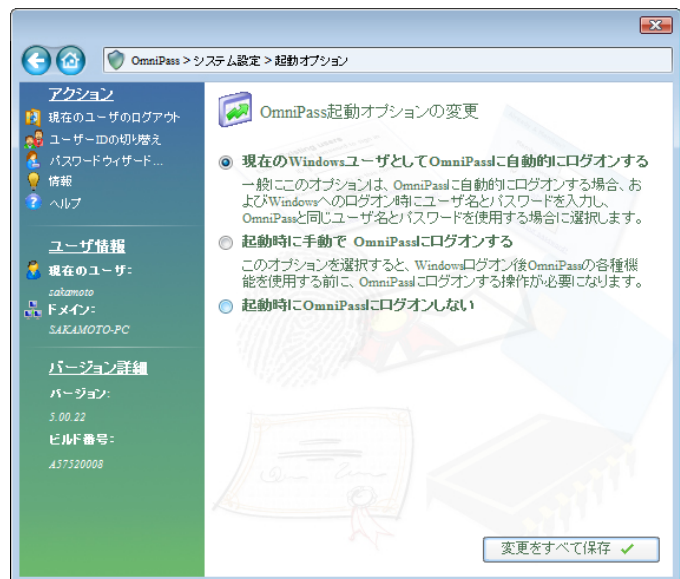 OmniPass > システム設定 > 起動オプション
アクション
現在のユーザのログアウト
ユーザーIDの切り替え
パスワードウィザード...
情報
ヘルプ
ユーザ情報
現在のユーザ:
sakamoto
ドメイン:
SAKAMOTO-PC
バージョン詳細
バージョン:
5.00.22
ビルド番号:
A57520008
OmniPass起動オプションの変更
現在のWindowsユーザとしてOmniPassに自動的にログオンする
一般にこのオプションは、OmniPassに自動的にログオンする場合、お
よびWindowsへのログオン時にユーザ名とパスワードを入力し、
OmniPassと同じユーザ名とパスワードを使用する場合に選択します。
起動時に手動で OmniPassにログオンする
このオプションを選択すると、Windowsログオン後OmniPassの各種機
能を使用する前に、OmniPassにログオンする操作が必要になります。
起動時にOmniPassにログオンしない
変更をすべて保存